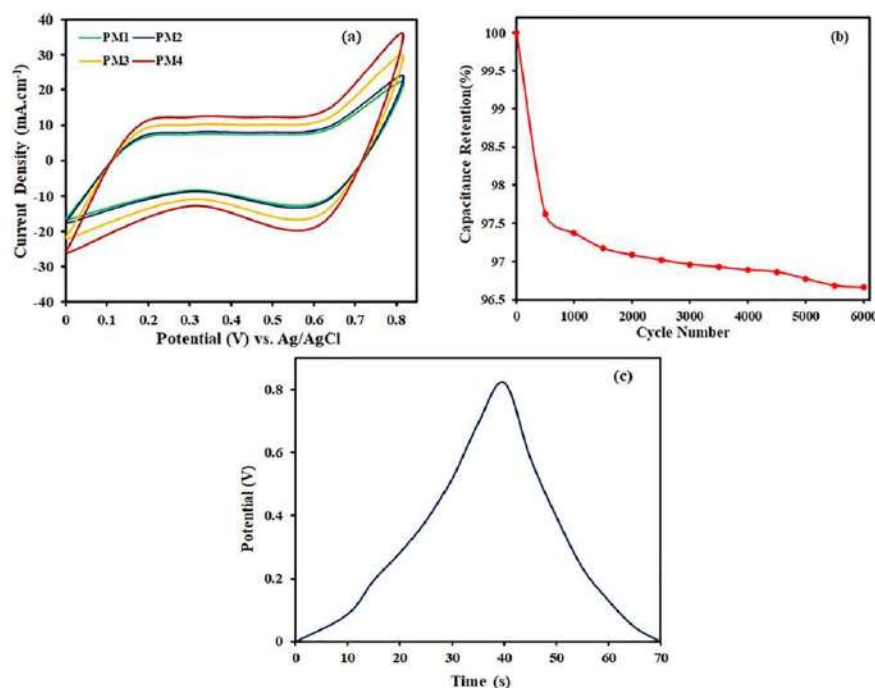 (a)
PM1 PM2
PM3 PM4
Current Density (mA.cm⁻¹)
40
30
20
10
0
-10
-20
-30
-40
0 0.1 0.2 0.3 0.4 0.5 0.6 0.7 0.8
Potential (V) vs. Ag/AgCl
(b)
Capacitance Retention(%)
100
99.5
99
98.5
98
97.5
97
96.5
0 1000 2000 3000 4000 5000 6000
Cycle Number
(c)
Potential (V)
0.8
0.6
0.4
0.2
0
0 10 20 30 40 50 60 70
Time (s)